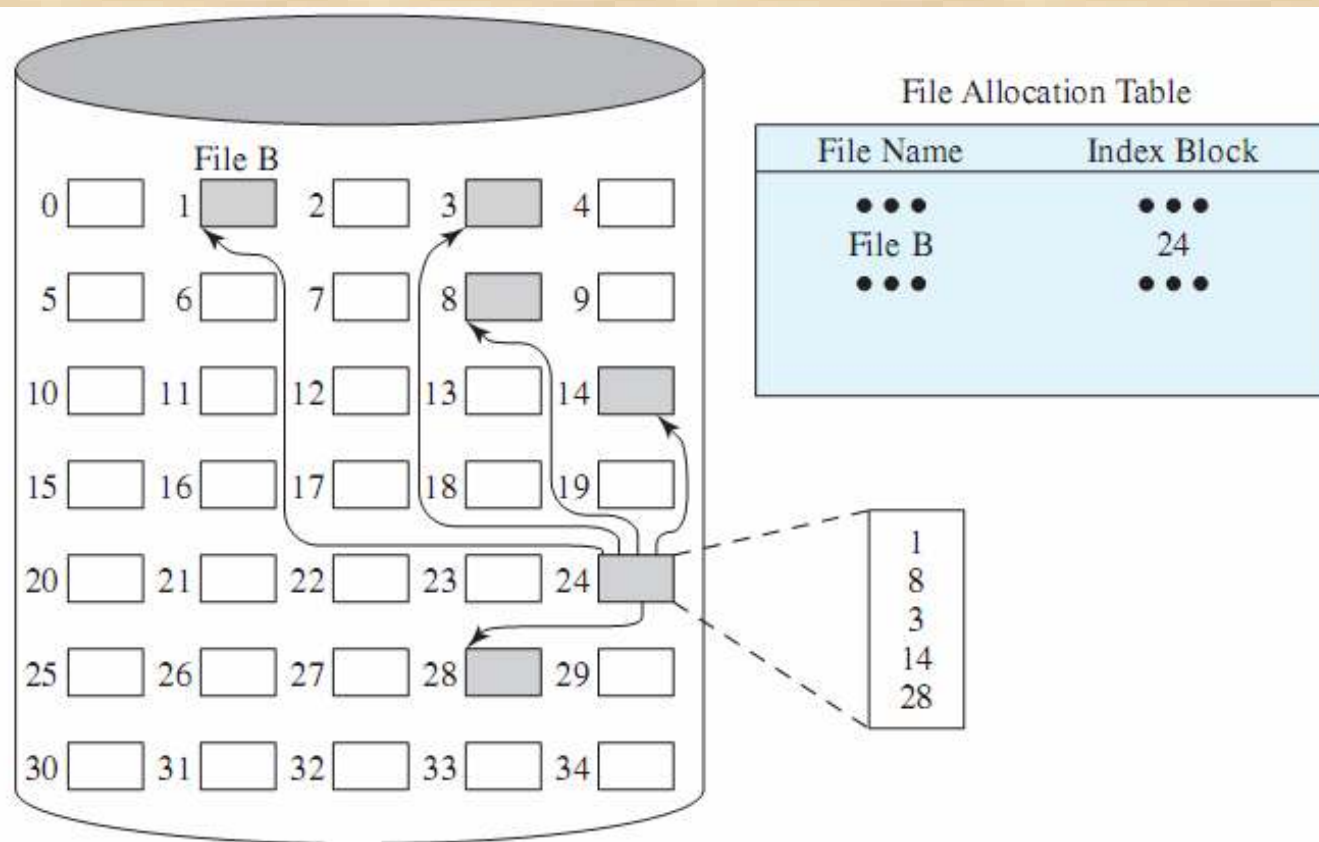 File Allocation Table
File Name Index Block
••• •••
File B 24
••• •••
File B
0 1 2 3 4
5 6 7 8 9
10 11 12 13 14
15 16 17 18 19
20 21 22 23 24
25 26 27 28 29
30 31 32 33 34
1
8
3
14
28